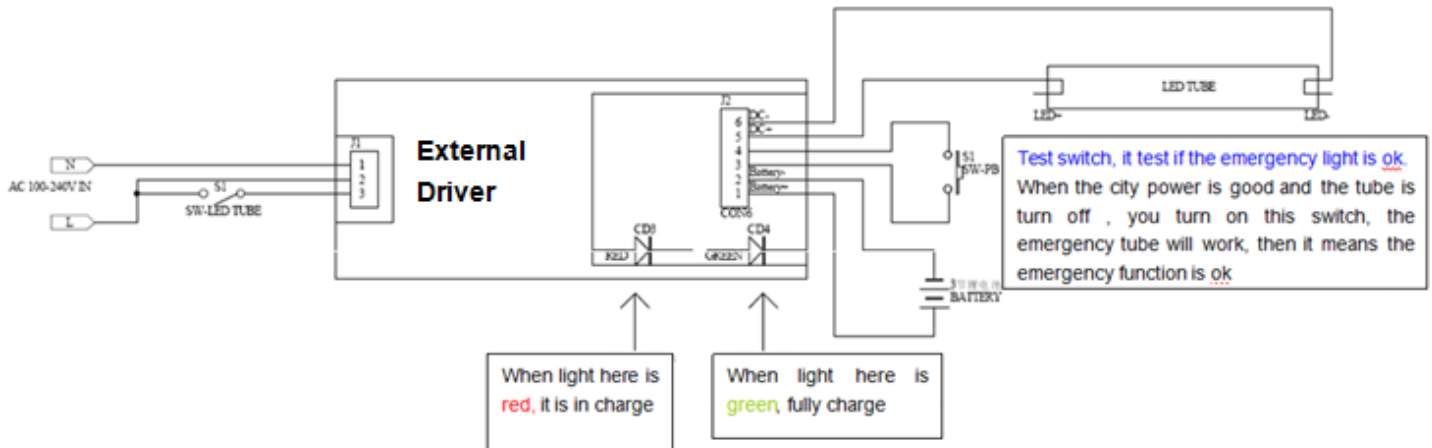 J2
DC-
6
DC+
5
4
3
Battery-
2
Battery+
1
CON6
LED TUBE
LED+
LED-
J1
1
2
3
External
Driver
N
AC 100-240V IN
L
S1
SW-LED TUBE
S1
SW-PB
Test switch, it test if the emergency light is ok.
When the city power is good and the tube is
turn off , you turn on this switch, the
emergency tube will work, then it means the
emergency function is ok
CD3
RED
CD4
GREEN
BATTERY
When light here is
red, it is in charge
When light here is
green, fully charge